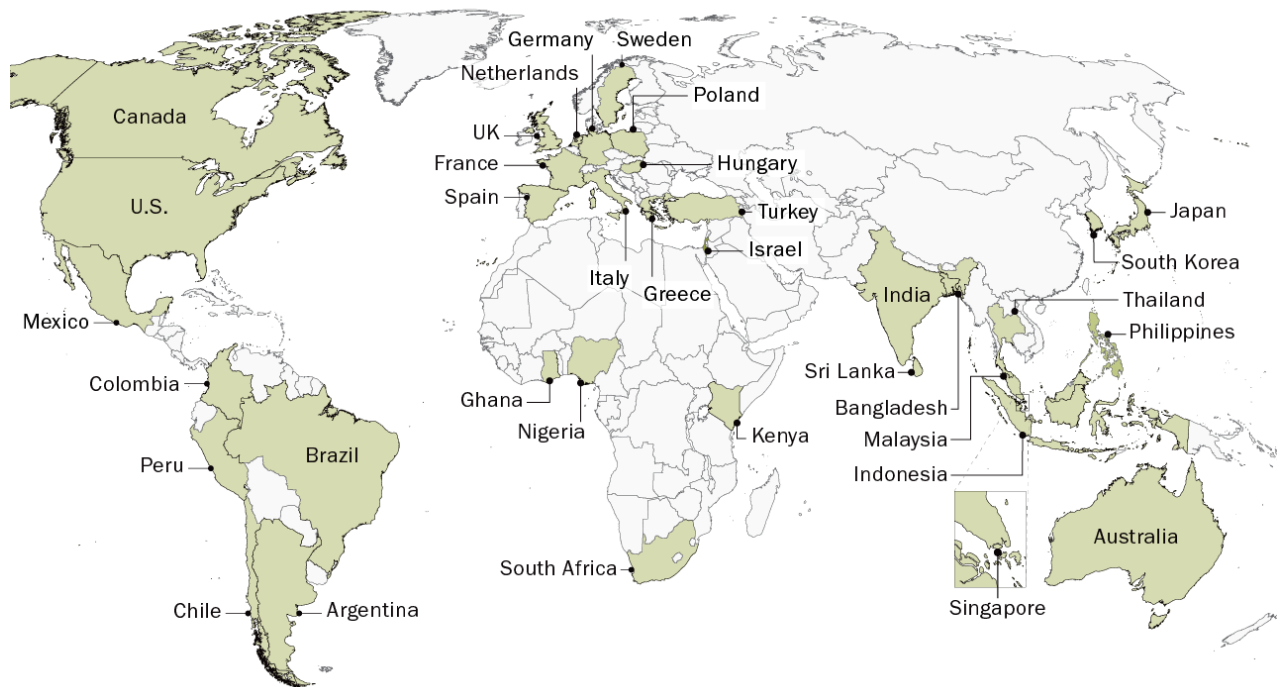 Germany
Sweden
Netherlands
Poland
Canada
UK
France
Hungary
Spain
U.S.
Turkey
Japan
Israel
South Korea
Italy
Greece
India
Thailand
Mexico
Philippines
Sri Lanka
Colombia
Ghana
Bangladesh
Nigeria
Kenya
Malaysia
Brazil
Peru
Indonesia
Australia
South Africa
Singapore
Chile
Argentina